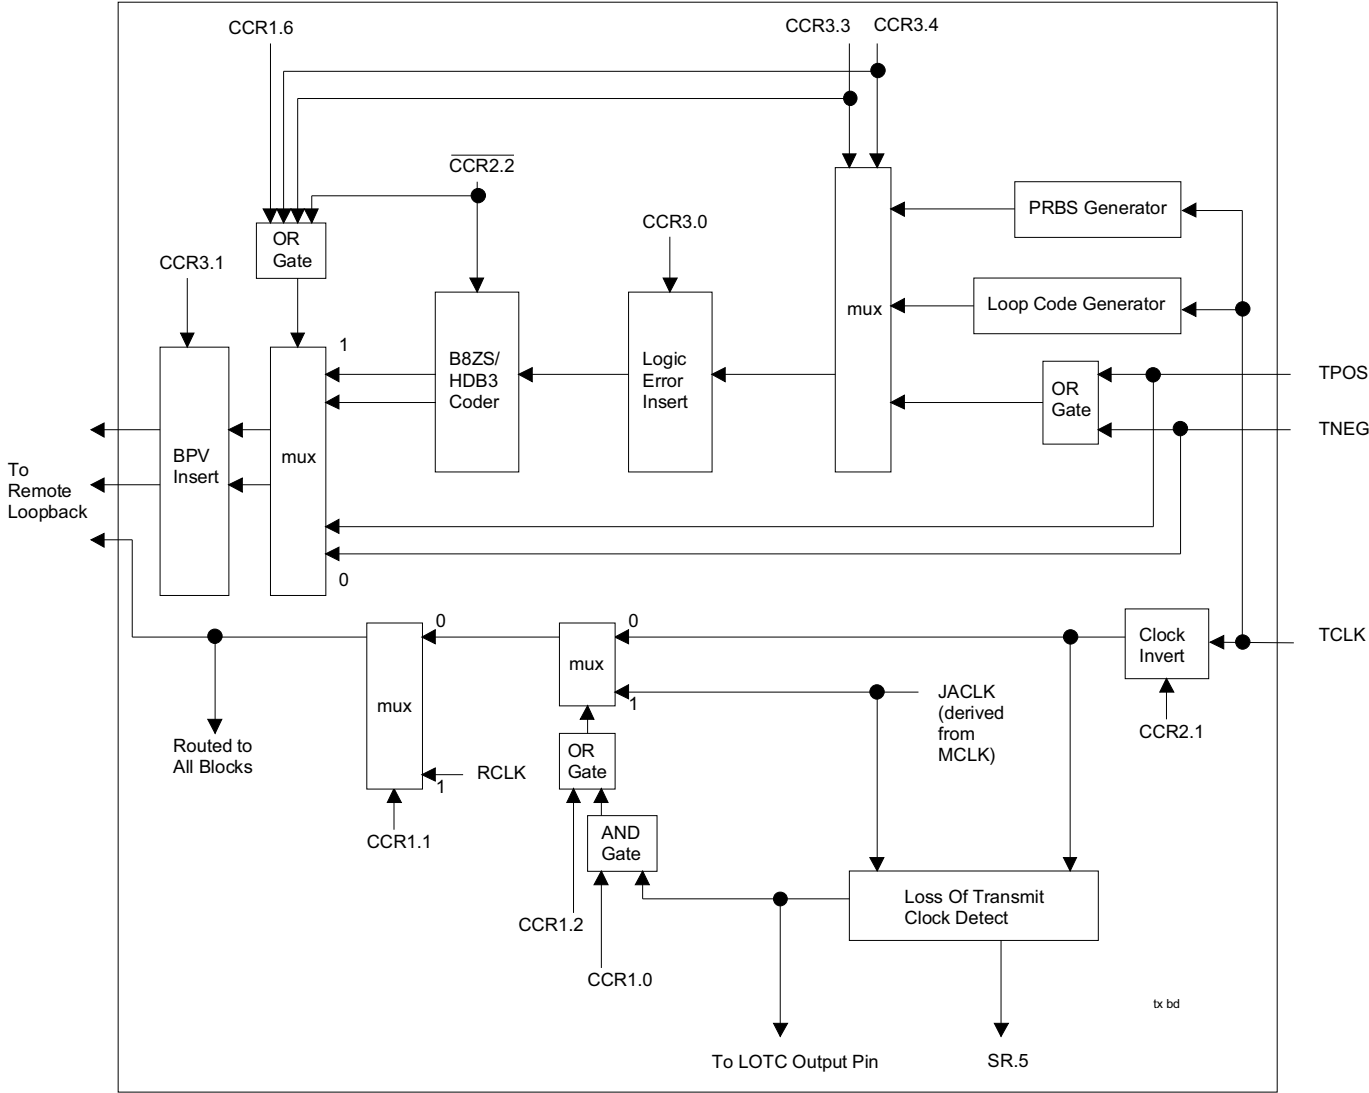 CCR1.6
CCR3.3
CCR3.4
CCR2.2
PRBS Generator
CCR3.0
OR
Gate
CCR3.1
Loop Code Generator
mux
1
B8ZS/
HDB3
Coder
Logic
Error
Insert
OR
Gate
TPOS
TNEG
BPV
Insert
mux
To
Remote
Loopback
0
0
0
Clock
Invert
TCLK
mux
mux
1
JACLK
(derived
from
MCLK)
CCR2.1
Routed to
All Blocks
OR
Gate
RCLK
1
CCR1.1
AND
Gate
Loss Of Transmit
Clock Detect
CCR1.2
CCR1.0
tx bd
To LOTC Output Pin
SR.5